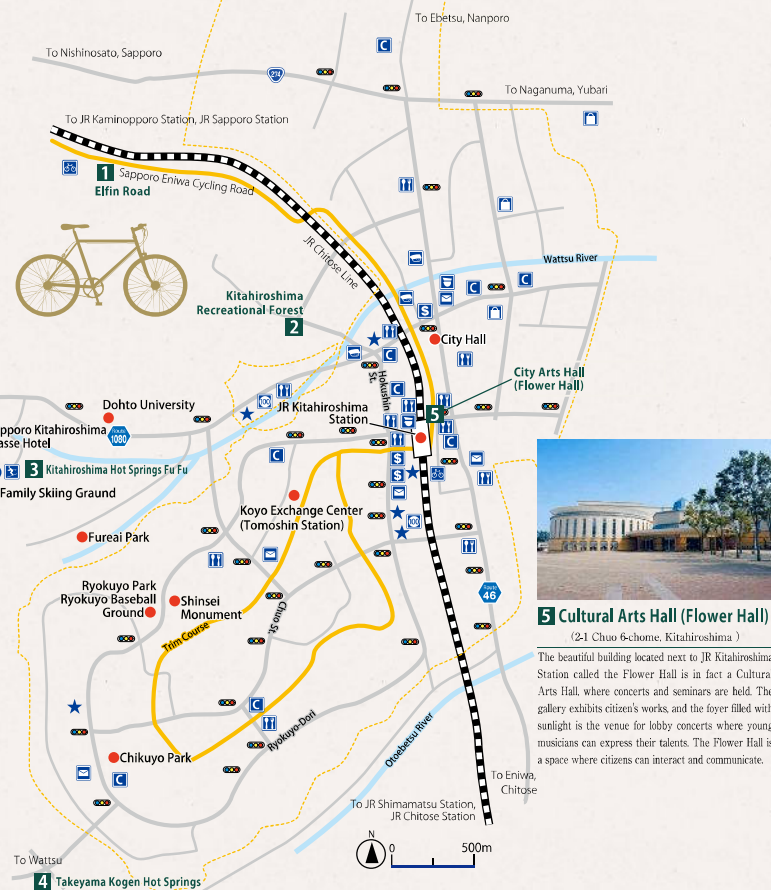 To Ebetsu, Nanporo
C
To Nishinosato, Sapporo
274
To Naganuma, Yubari
To JR Kaminopporo Station, JR Sapporo Station
1
Sapporo Eniwa Cycling Road
Elfin Road
JR Chitose Line
Wattsu River
C
C
$
Kitahiroshima
Recreational Forest
2
City Hall
C
Hokushin
St.
City Arts Hall
(Flower Hall)
C
100
Dohto University
JR Kitahiroshima
Station
5
Route
1080
pporo Kitahiroshima
asse Hotel
C
C
3 Kitahiroshima Hot Springs Fu Fu
$
$
Family Skiing Ground
Koyo Exchange Center
(Tomoshin Station)
100
Fureai Park
Ryokuyo Park
Ryokuyo Baseball
Ground
Shinsei
Monument
Route
46
Chuo St.
Trim Course
C
Ryokuyo-Dori
Otoebetsu River
Chikuyo Park
C
To Eniwa,
Chitose
To JR Shimamatsu Station,
JR Chitose Station
N
0 500m
To Wattsu
4 Takeyama Kogen Hot Springs
5 Cultural Arts Hall (Flower Hall)
(2-1 Chuo 6-chome, Kitahiroshima )
The beautiful building located next to JR Kitahiroshima
Station called the Flower Hall is in fact a Cultura
Arts Hall, where concerts and seminars are held. The
gallery exhibits citizen's works, and the foyer filled with
sunlight is the venue for lobby concerts where young
musicians can express their talents. The Flower Hall is
a space where citizens can interact and communicate.